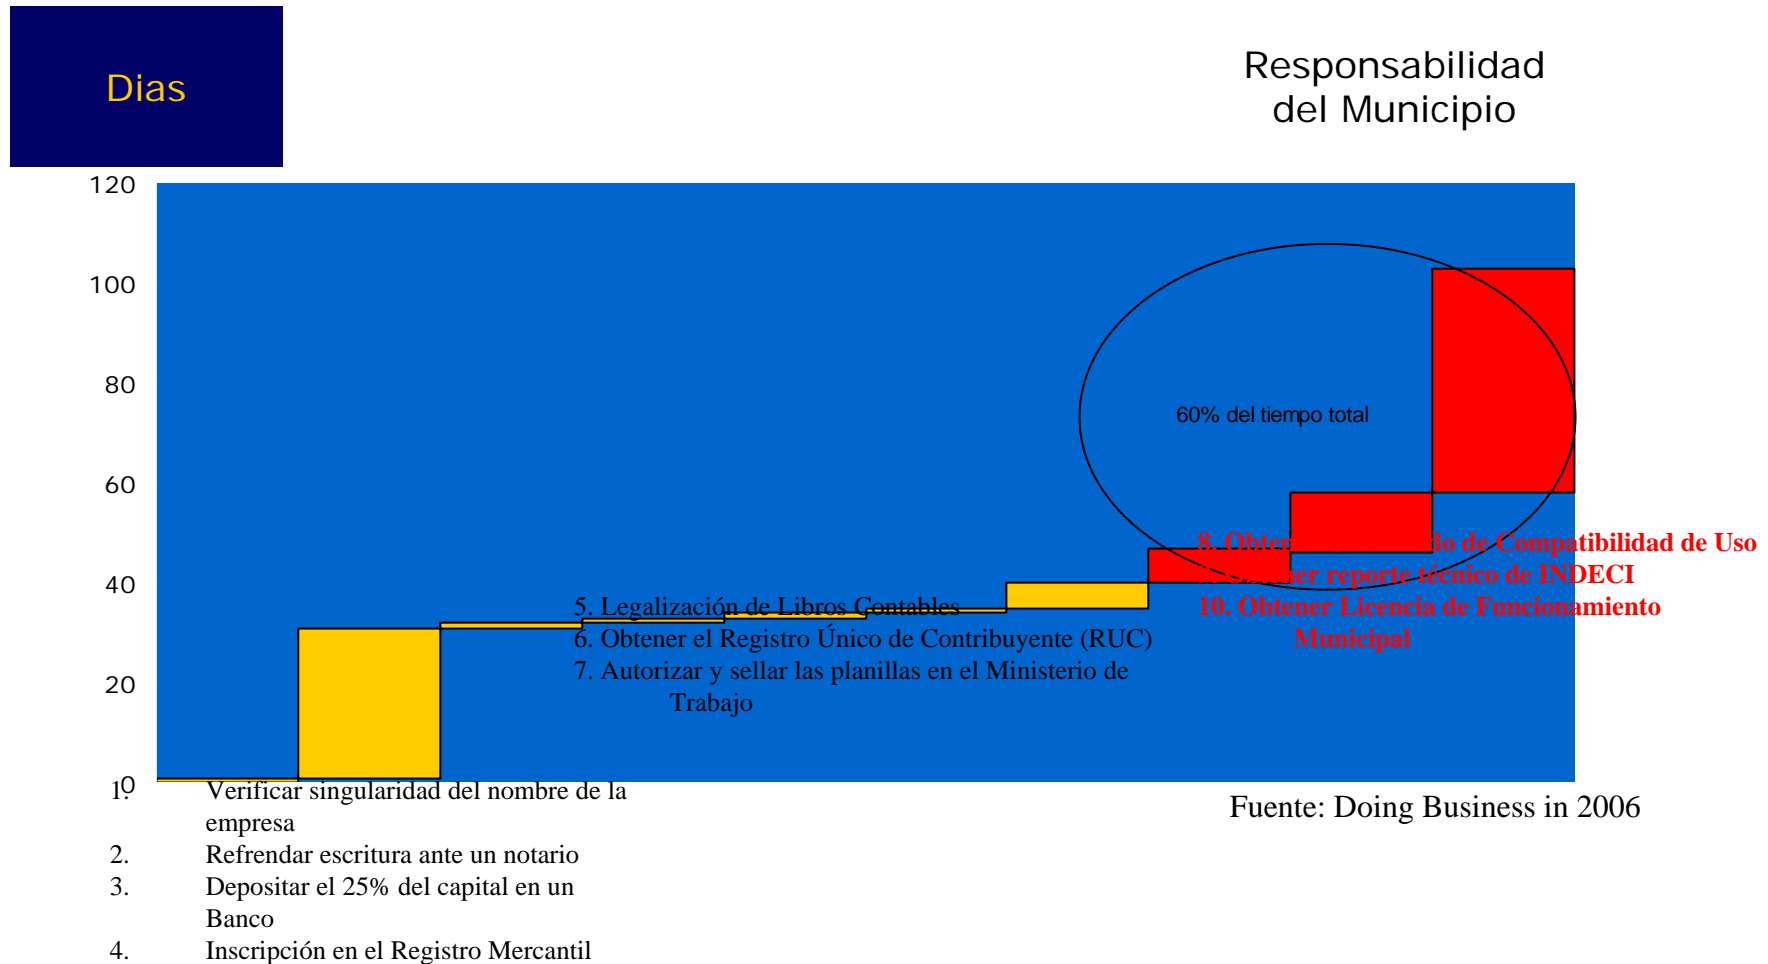 Dias
Responsabilidad
del Municipio
120
100
80
60
40
20
0
60% del tiempo total
8. Obten io de Compatibilidad de Uso
reporte técnico de INDECI
10. Obtener Licencia de Funcionamiento
Municipal
5. Legalización de Libros Contables
6. Obtener el Registro Único de Contribuyente (RUC)
7. Autorizar y sellar las planillas en el Ministerio de
Trabajo
1. Verificar singularidad del nombre de la
empresa
2. Refrendar escritura ante un notario
3. Depositar el 25% del capital en un
Banco
4. Inscripción en el Registro Mercantil
Fuente: Doing Business in 2006